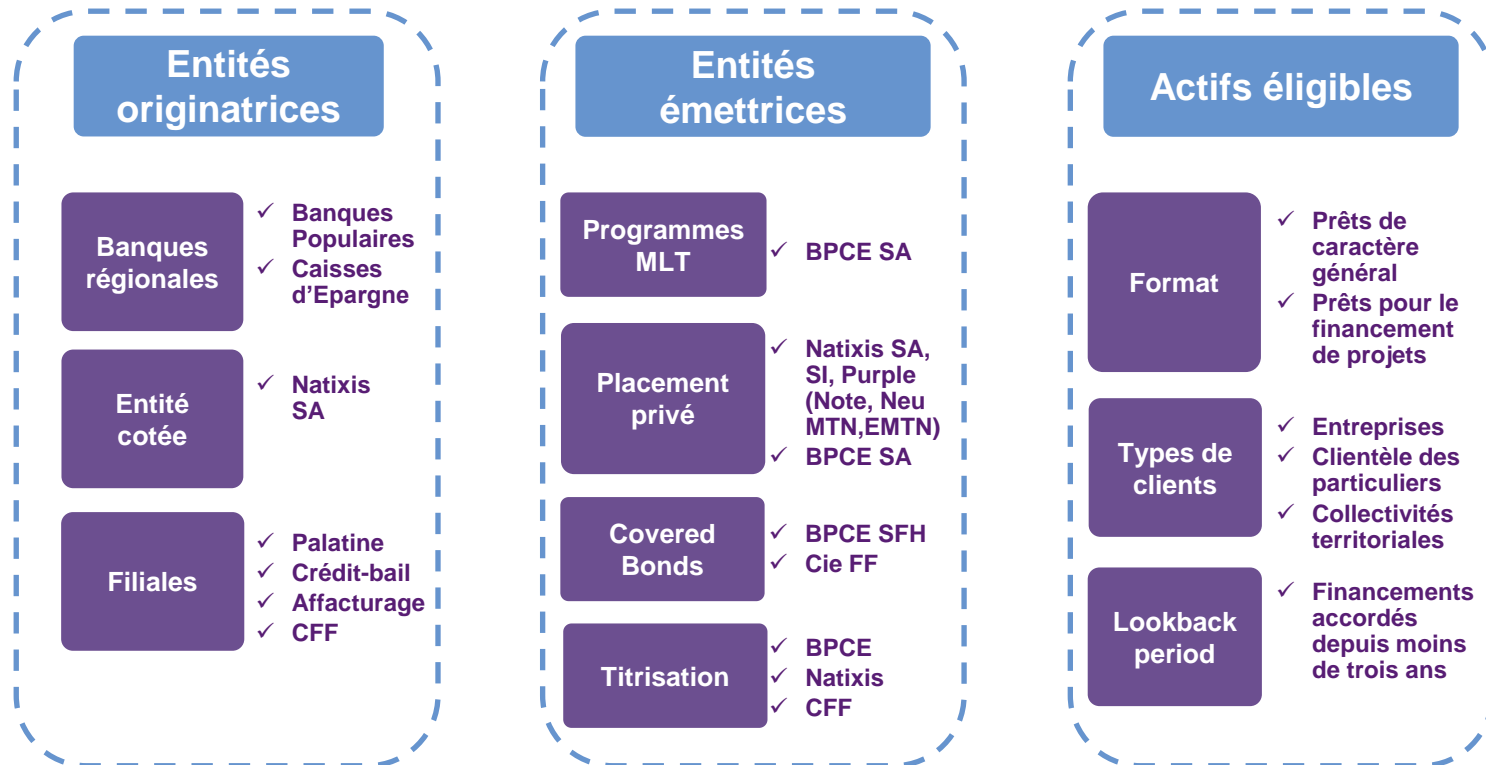 Entités
originatrices
Banques
régionales
✓ Banques
Populaires
✓ Caisses
d’Epargne
Entité
cotée
✓ Natixis
SA
Filiales
✓ Palatine
✓ Crédit-bail
✓ Affacturage
✓ CFF
Entités
émettrices
Programmes
MLT
✓ BPCE SA
Placement
privé
✓ Natixis SA,
SI, Purple
(Note, Neu
MTN,EMTN)
✓ BPCE SA
Covered
Bonds
✓ BPCE SFH
✓ Cie FF
Titrisation
✓ BPCE
✓ Natixis
✓ CFF
Actifs éligibles
Format
✓ Prêts de
caractère
général
✓ Prêts pour le
financement
de projets
Types de
clients
✓ Entreprises
✓ Clientèle des
particuliers
✓ Collectivités
territoriales
Lookback
period
✓ Financements
accordés
depuis moins
de trois ans